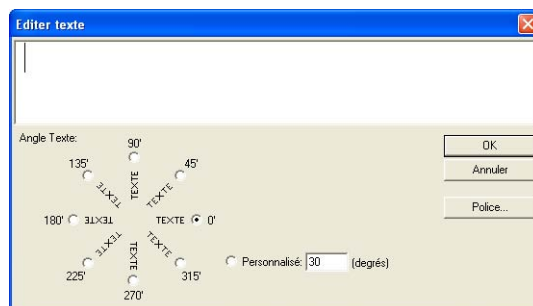 Editer texte
Angle Texte:
90'
135'
45'
TEXTE
TEXTE
TEXTE
180'
TEXTE
TEXTE
0'
TEXTE
TEXTE
TEXTE
225'
270'
315'
Personnalisé: 30 (degrés)
OK
Annuler
Police...